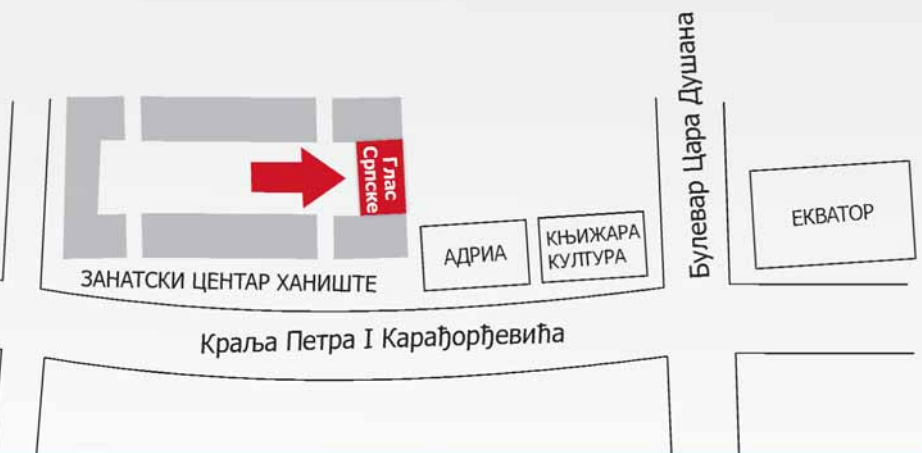 Глас
Српске
ЗАНАТСКИ ЦЕНТАР ХАНИШТЕ
АДРИА
КЊИЖАРА
КУЛТУРА
Булевар Цара Душана
ЕКВАТОР
Краља Петра I Карађорђевића